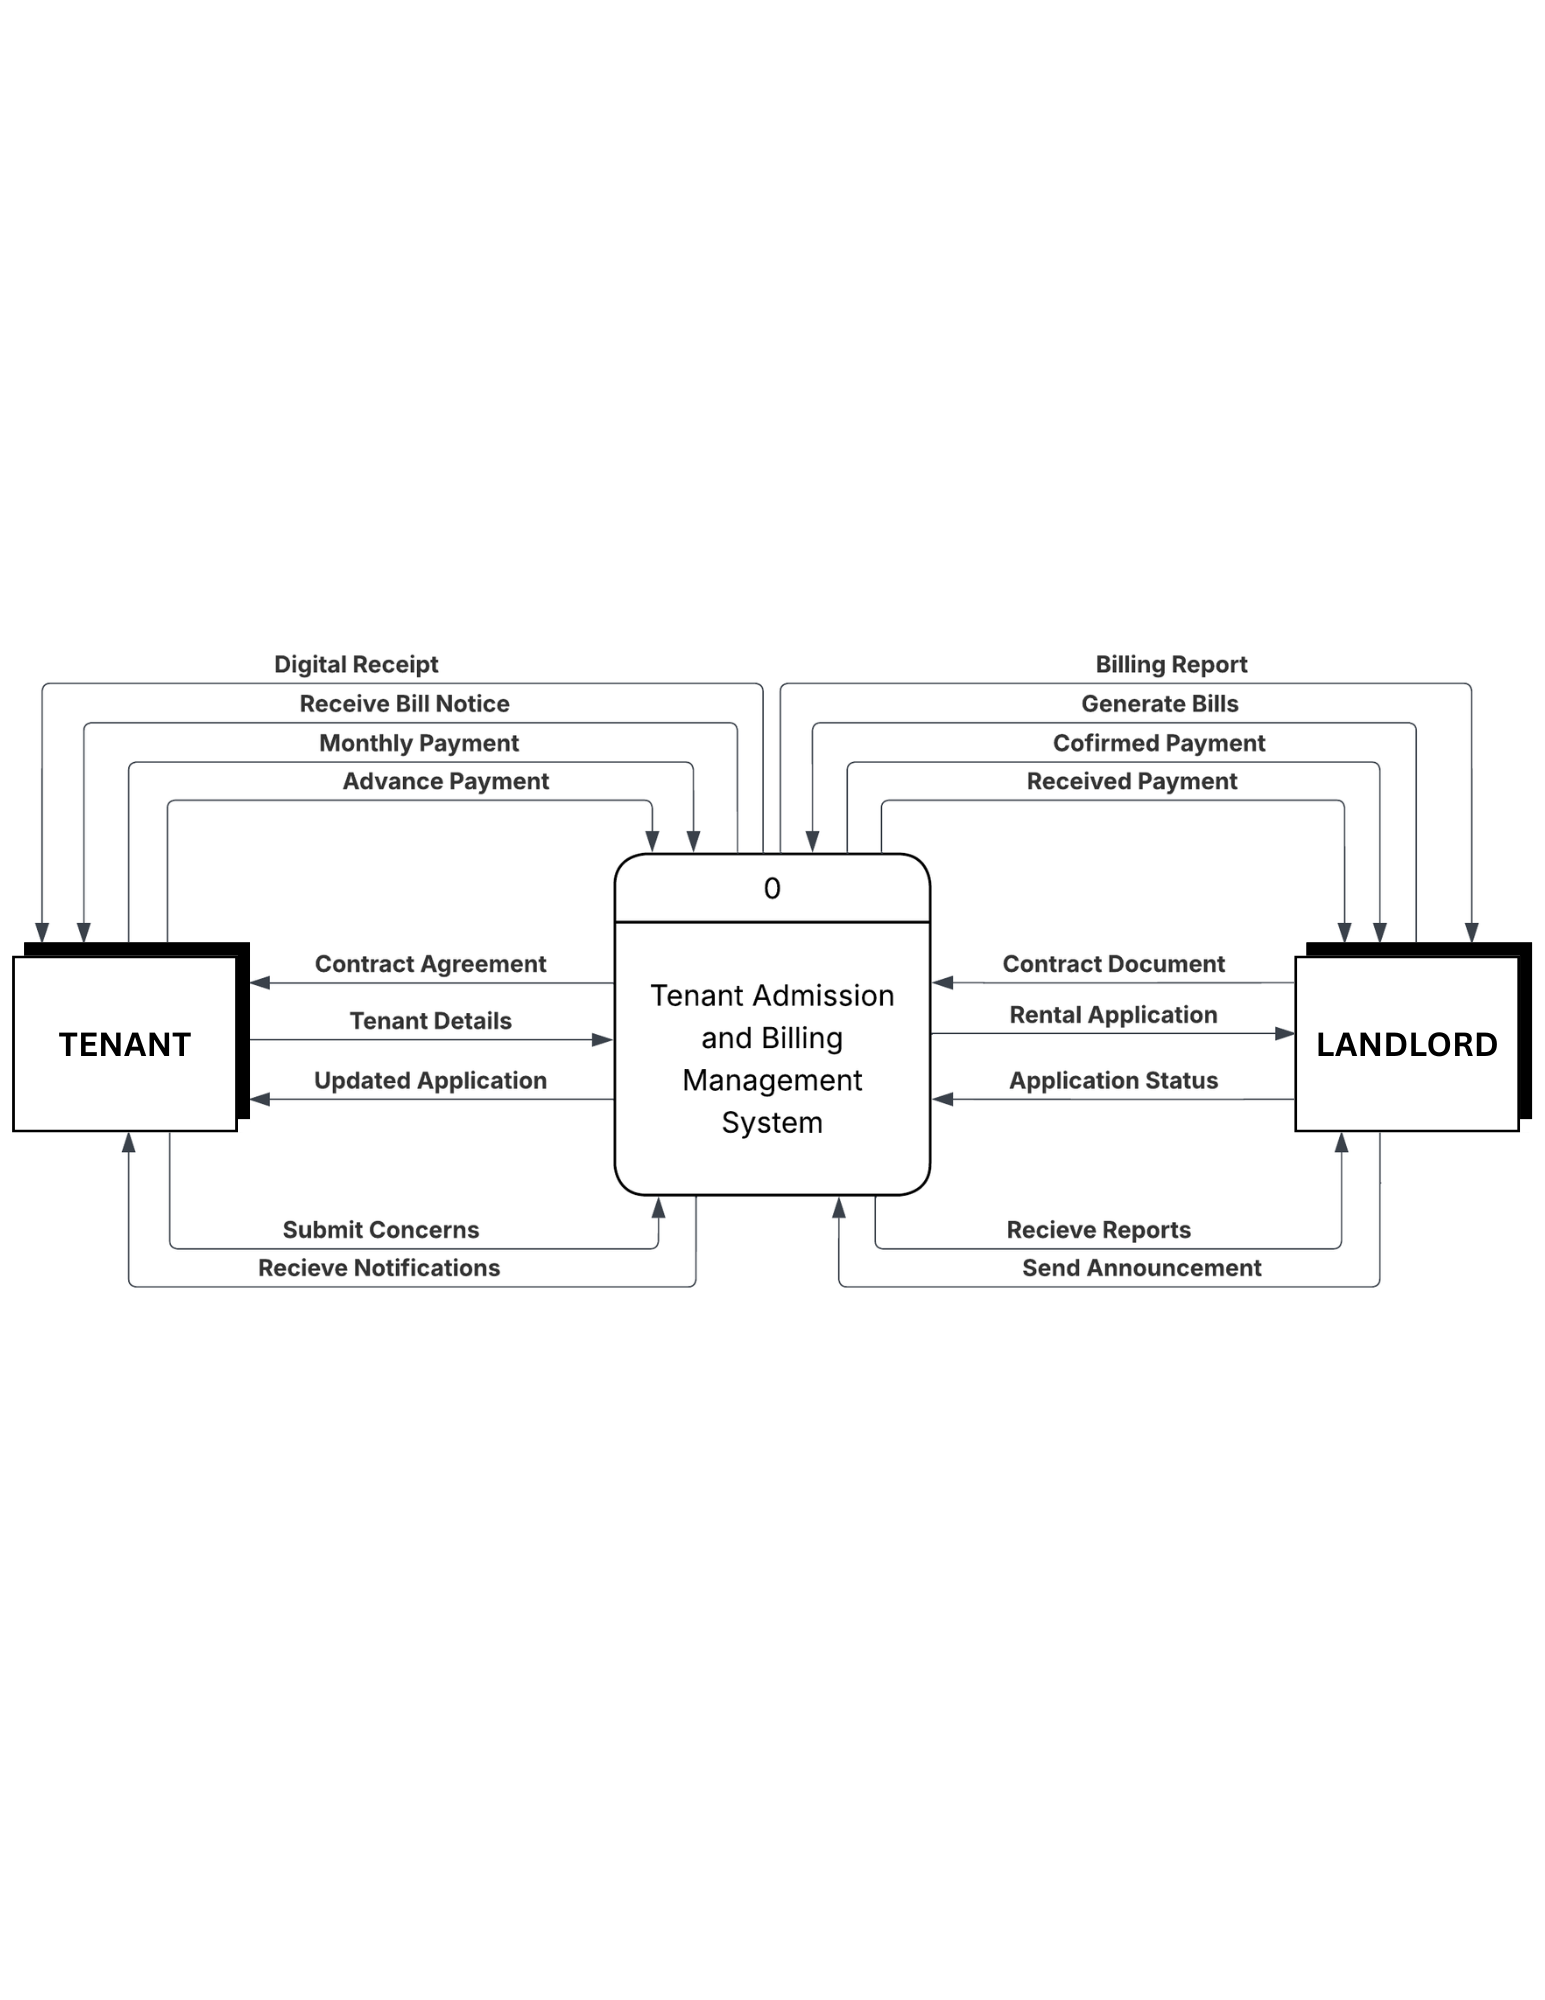 Digital Receipt
Billing Report
Receive Bill Notice
Generate Bills
Monthly Payment
Cofirmed Payment
Advance Payment
Received Payment
0
Contract Agreement
Contract Document
Tenant Admission
and Billing
Management
System
Tenant Details
Rental Application
TENANT
LANDLORD
Updated Application
Application Status
Submit Concerns
Recieve Reports
Recieve Notifications
Send Announcement